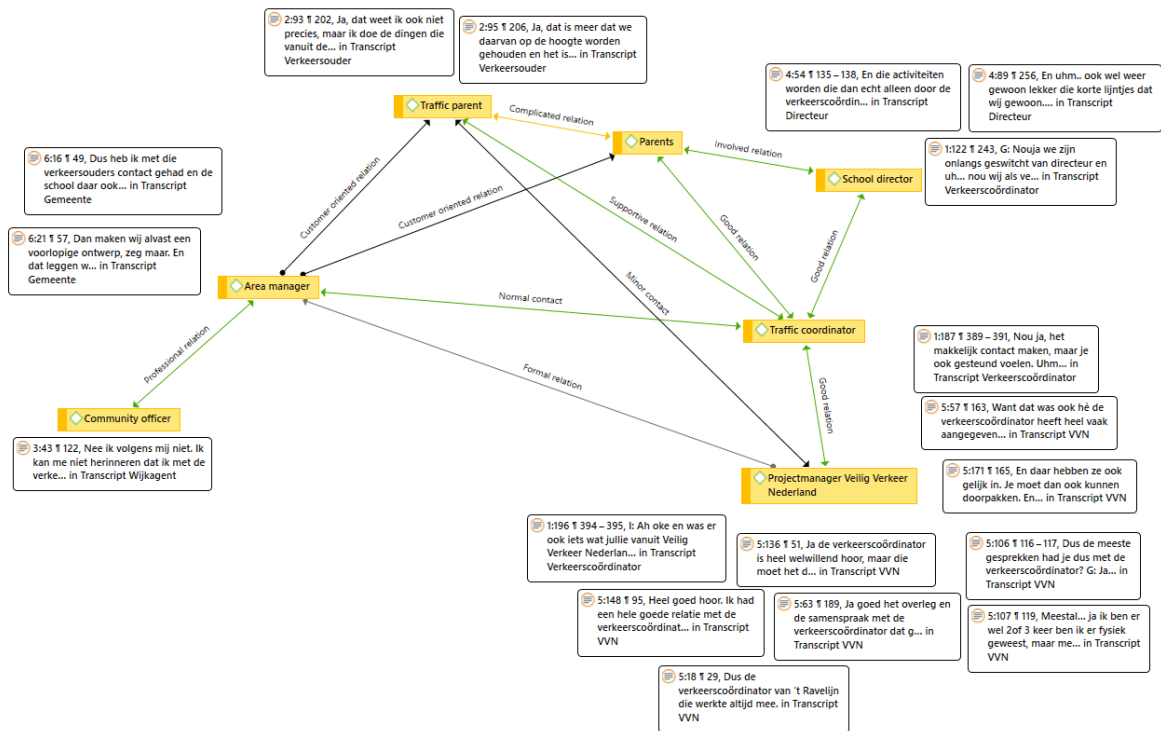 2:93 ¶ 202, Ja, dat weet ik ook niet
precies, maar ik doe de dingen die
vanuit de... in Transcript
Verkeersouder
2:95 ¶ 206, Ja, dat is meer dat we
daarvan op de hoogte worden
gehouden en het is... in Transcript
Verkeersouder
4:54 ¶ 135 – 138, En die activiteiten
worden die dan echt alleen door de
verkeerscoördin... in Transcript
Directeur
4:89 ¶ 256, En uhm.. ook wel weer
gewoon lekker die korte lijntjes dat
wij gewoon.... in Transcript
Directeur
Traffic parent
Complicated relation
Parents
Involved relation
School director
1:122 ¶ 243, G: Nouja we zijn
onlangs geswitcht van directeur en
uh... nou wij als ve... in Transcript
Verkeerscoördinator
6:16 ¶ 49, Dus heb ik met die
verkeersouders contact gehad en de
school daar ook... in Transcript
Gemeente
Customer oriented relation
Customer oriented relation
Supportive relation
Good relation
Good relation
6:21 ¶ 57, Dan maken wij alvast een
voorlopige ontwerp, zeg maar. En
dat leggen w... in Transcript
Gemeente
Area manager
Normal contact
Minor contact
Traffic coordinator
Professional relation
Formal relation
Good relation
1:187 ¶ 389 – 391, Nou ja, het
makkelijk contact maken, maar je
ook gesteund voelen. Uhm... in
Transcript Verkeerscoördinator
Community officer
5:57 ¶ 163, Want dat was ook hè de
verkeerscoördinator heeft heel vaak
aangegeven... in Transcript VVN
3:43 ¶ 122, Nee ik volgens mij niet. Ik
kan me niet herinneren dat ik met de
verke... in Transcript Wijkagent
Projectmanager Veilig Verkeer
Nederland
5:171 ¶ 165, En daar hebben ze ook
gelijk in. Je moet dan ook kunnen
doorpakken. En... in Transcript
VVN
1:196 ¶ 394 – 395, I: Ah oke en was er
ook iets wat jullie vanuit Veilig
Verkeer Nederlan... in Transcript
Verkeerscoördinator
5:136 ¶ 51, Ja de verkeerscoördinator
is heel welwillend hoor, maar die
moet het d... in Transcript VVN
5:106 ¶ 116 – 117, Dus de meeste
gesprekken had je dus met de
verkeerscoördinator? G: Ja... in
Transcript VVN
5:148 ¶ 95, Heel goed hoor. Ik had
een hele goede relatie met de
verkeerscoördinat... in Transcript
VVN
5:63 ¶ 189, Ja goed het overleg en
de samenspraak met de
verkeerscoördinator dat g... in
Transcript VVN
5:107 ¶ 119, Meestal... ja ik ben er
wel 2of 3 keer ben ik er fysiek
geweest, maar me... in Transcript
VVN
5:18 ¶ 29, Dus de
verkeerscoördinator van 't Ravelijn
die werkte altijd mee. in Transcript
VVN